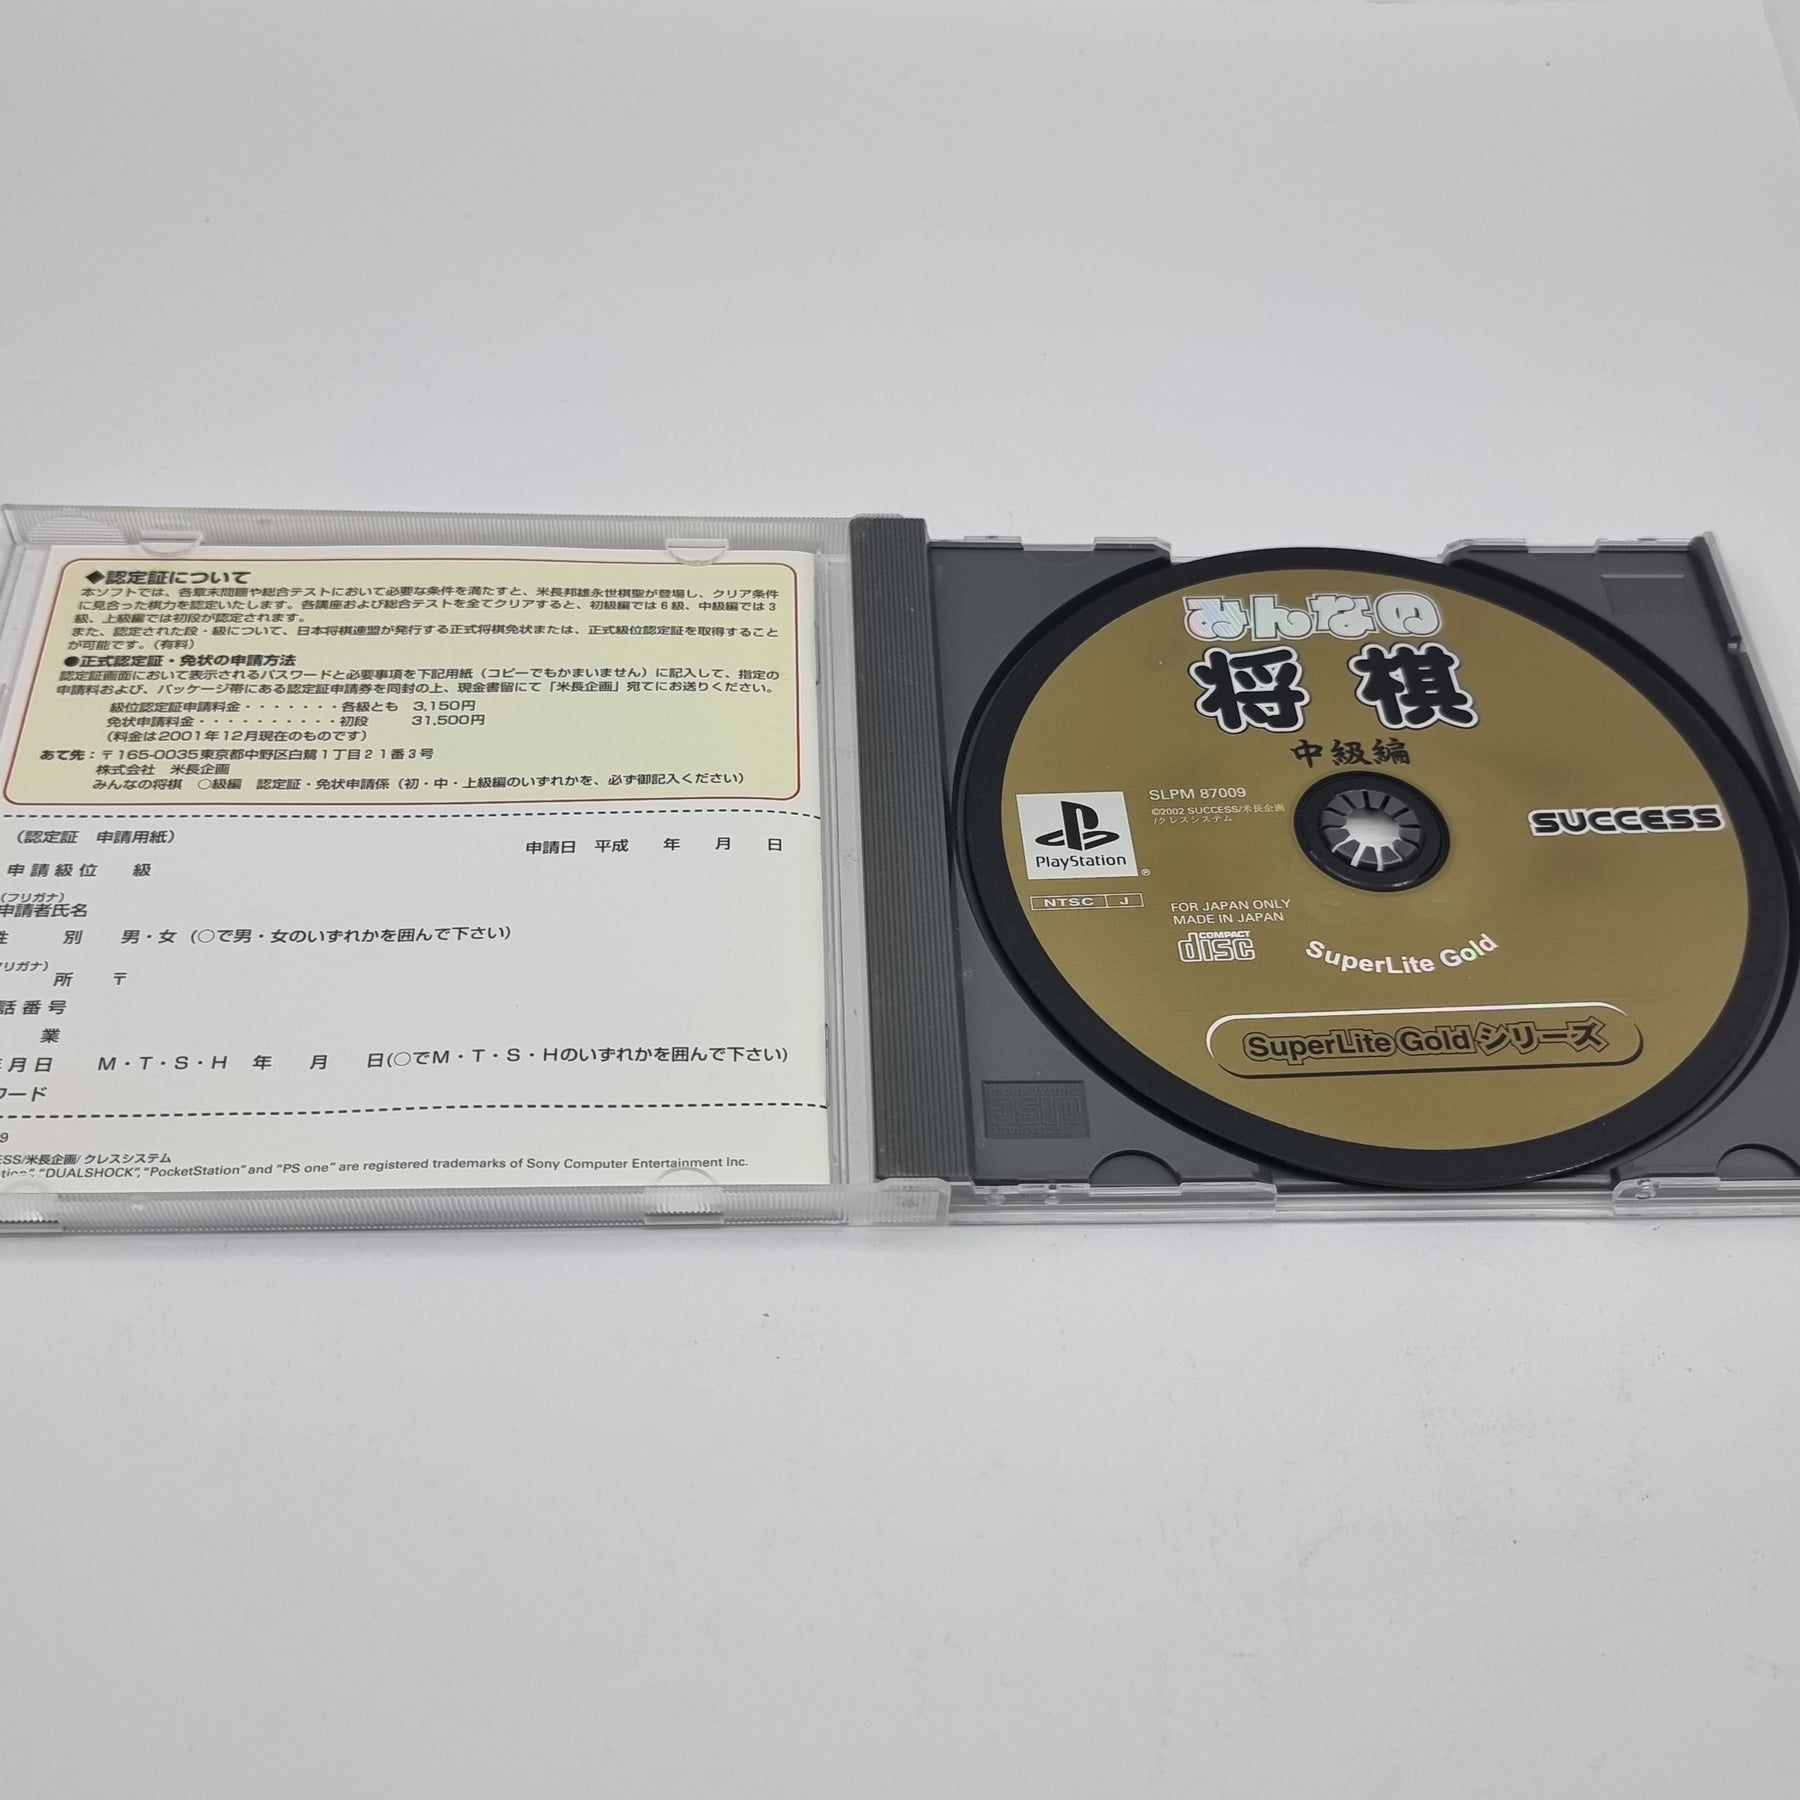 ◆認定証について
本ソフトでは、各章末問題や総合テストにおいて必要な条件を満たすと、米長邦雄永世棋聖が登場し、クリア条件
に見合った棋力を認定いたします。各講座および総合テストを全てクリアすると、初級編では6級、中級編では3
級、上級編では初段が認定されます。
また、認定された段・級について、日本将棋連盟が発行する正式将棋免状または、正式級位認定証を取得すること
が可能です。（有料）
●正式認定証・免状の申請方法
認定証画面において表示されるパスワードと必要事項を下記用紙（コピーでもかまいません）に記入して、指定の
申請料および、パッケージ帯にある認定証申請券を同封の上、現金書留にて「米長企画」宛てにお送りください。
級位認定証申請料金・・・・・・・各級とも 3,150円
免状申請料金・・・・・・・・・・初段 31,500円
（料金は2001年12月現在のものです）
あて先：〒165-0035東京都中野区白鷺1丁目21番3号
株式会社 米長企画
みんなの将棋 ○級編 認定証・免状申請係（初・中・上級編のいずれかを、必ず御記入ください）
（認定証 申請用紙）
申請日 平成 年 月 日
申請級位 級
（フリガナ）
申請者氏名
性 別 男・女 （○で男・女のいずれかを囲んで下さい）
フリガナ）
所 〒
話番号
業
年月日 M・T・S・H 年 月 日(○でM・T・S・Hのいずれかを囲んで下さい）
ワード
9
ESS/米長企画/ クレスシステム
tion", "DUALSHOCK", "PocketStation" and "PS one" are registered trademarks of Sony Computer Entertainment Inc.
みんなの
将棋
中級編
SLPM 87009
©2002 SUCCESS/米長企画
/クレスシステム
SUCCESS
PlayStation
®
NTSC J
FOR JAPAN ONLY
MADE IN JAPAN
COMPACT
disc
SuperLite Gold
SuperLite Gold シリーズ